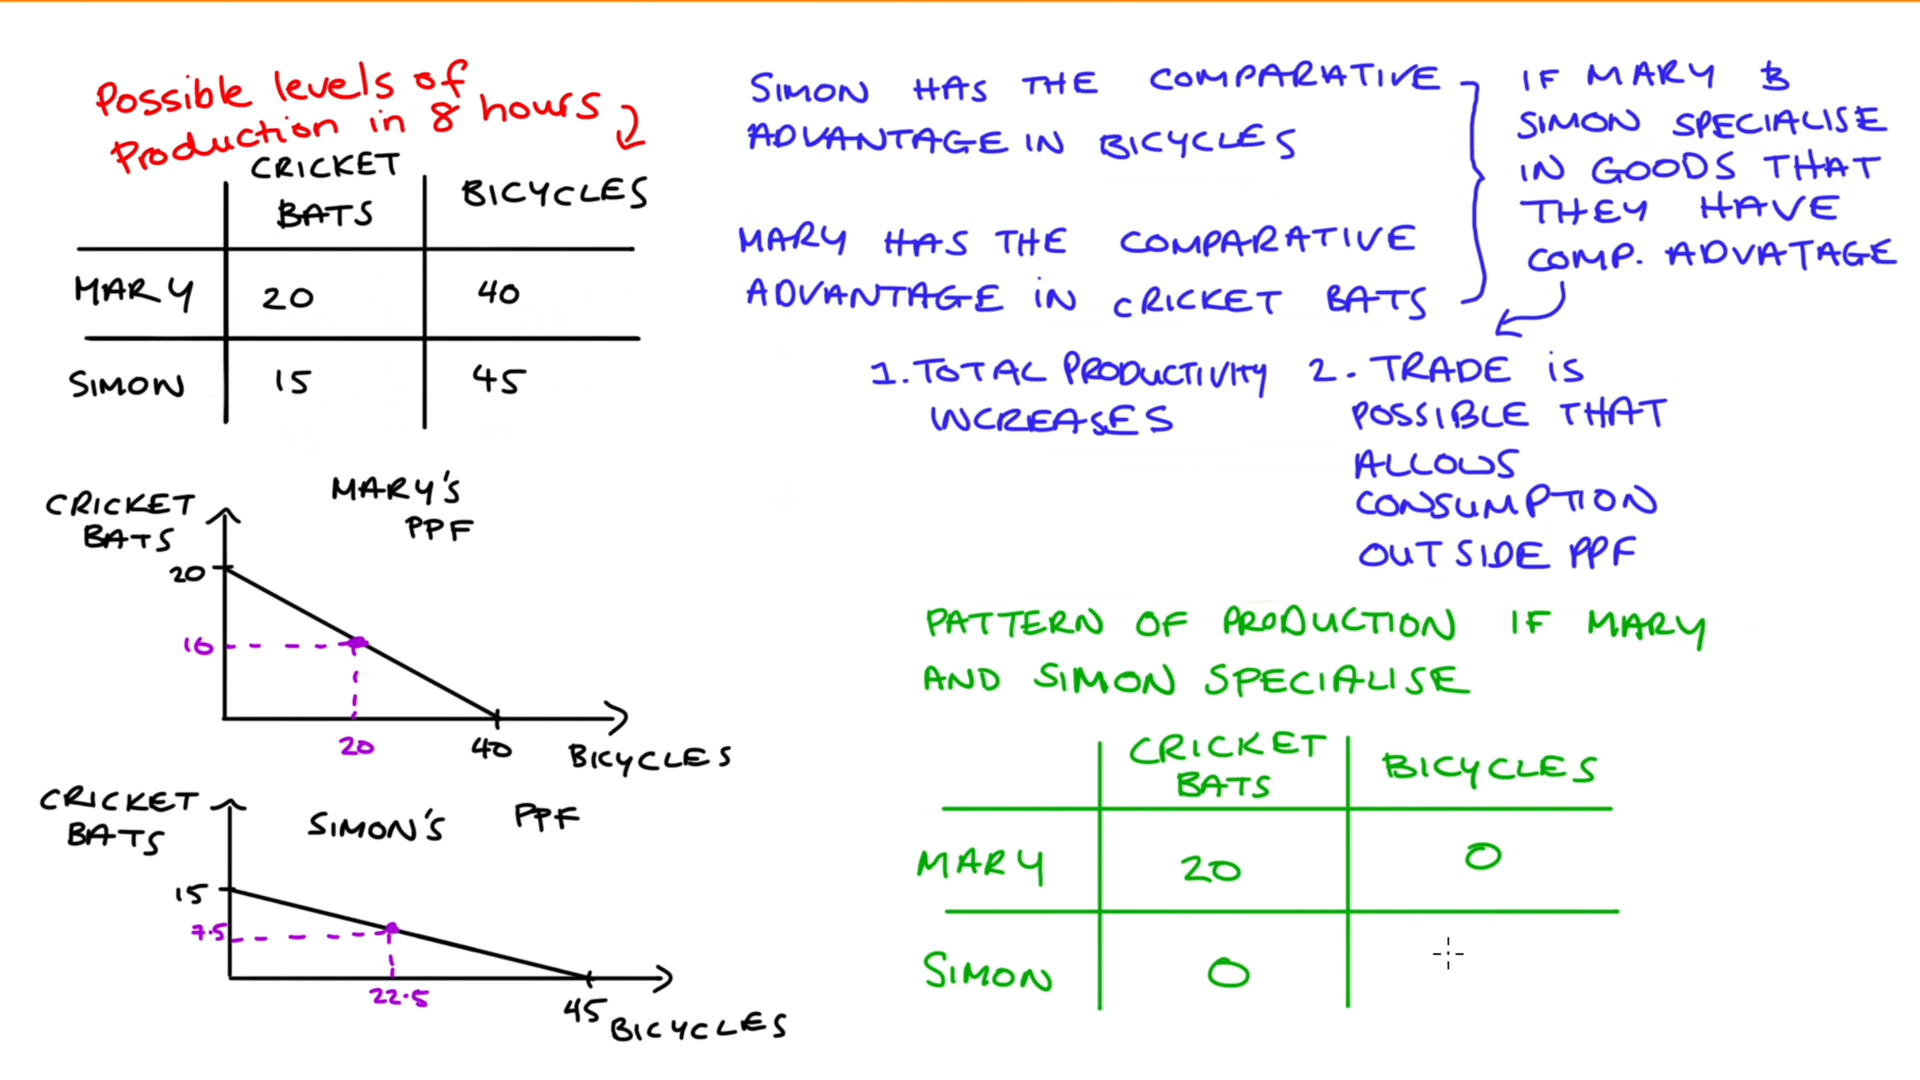 Possible levels of
Production in 8 hours
CRICKET
BATS
BICYCLES
MARY
20
40
SIMON
15
45
SIMON HAS THE COMPARATIVE
ADVANTAGE IN BICYCLES
MARY HAS THE COMPARATIVE
ADVANTAGE IN CRICKET BATS
IF MARY &
SIMON SPECIALISE
IN GOODS THAT
THEY HAVE
COMP. ADVATAGE
1. TOTAL PRODUCTIVITY
INCREASES
2. TRADE IS
POSSIBLE THAT
ALLOWS
CONSUMPTION
OUTSIDE PPF
CRICKET
BATS
MARY'S
PPF
20
10
20
40
BICYCLES
CRICKET
BATS
SIMON'S PPF
15
7.5
22.5
45
BICYCLES
PATTERN OF PRODUCTION IF MARY
AND SIMON SPECIALISE
CRICKET
BATS
BICYCLES
MARY
20
0
SIMON
0